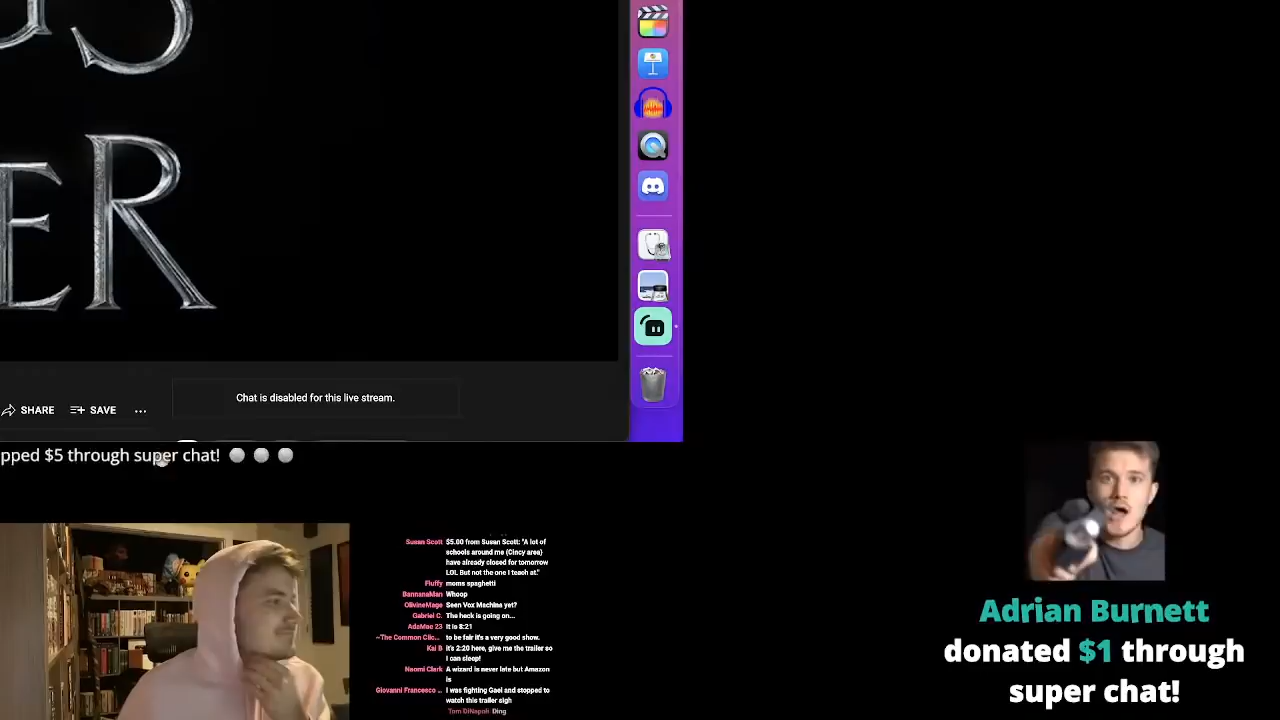 ER
SHARE
SAVE
Chat is disabled for this live stream.
pped $5 through super chat!
Susan Scott $5.00 from Susan Scott: "A lot of
schools around me (Cincy area)
have already closed for tomorrow
LOL But not the one I teach at."
Fluffy moms spaghetti
BannanaMan Whoop
OlivineMage Seen Vox Machina yet?
Gabriel C. The heck is going on...
AdaMac 23 It is 8:21
~The Common Clic... to be fair it's a very good show.
Kai B It's 2:20 here, give me the trailer so
I can sleep!
Naomi Clark A wizard is never late but Amazon
is
Giovanni Francesco .. I was fighting Gael and stopped to
watch this trailer sigh
Tom DiNapoli Ding
Adrian Burnett
donated $1 through
super chat!